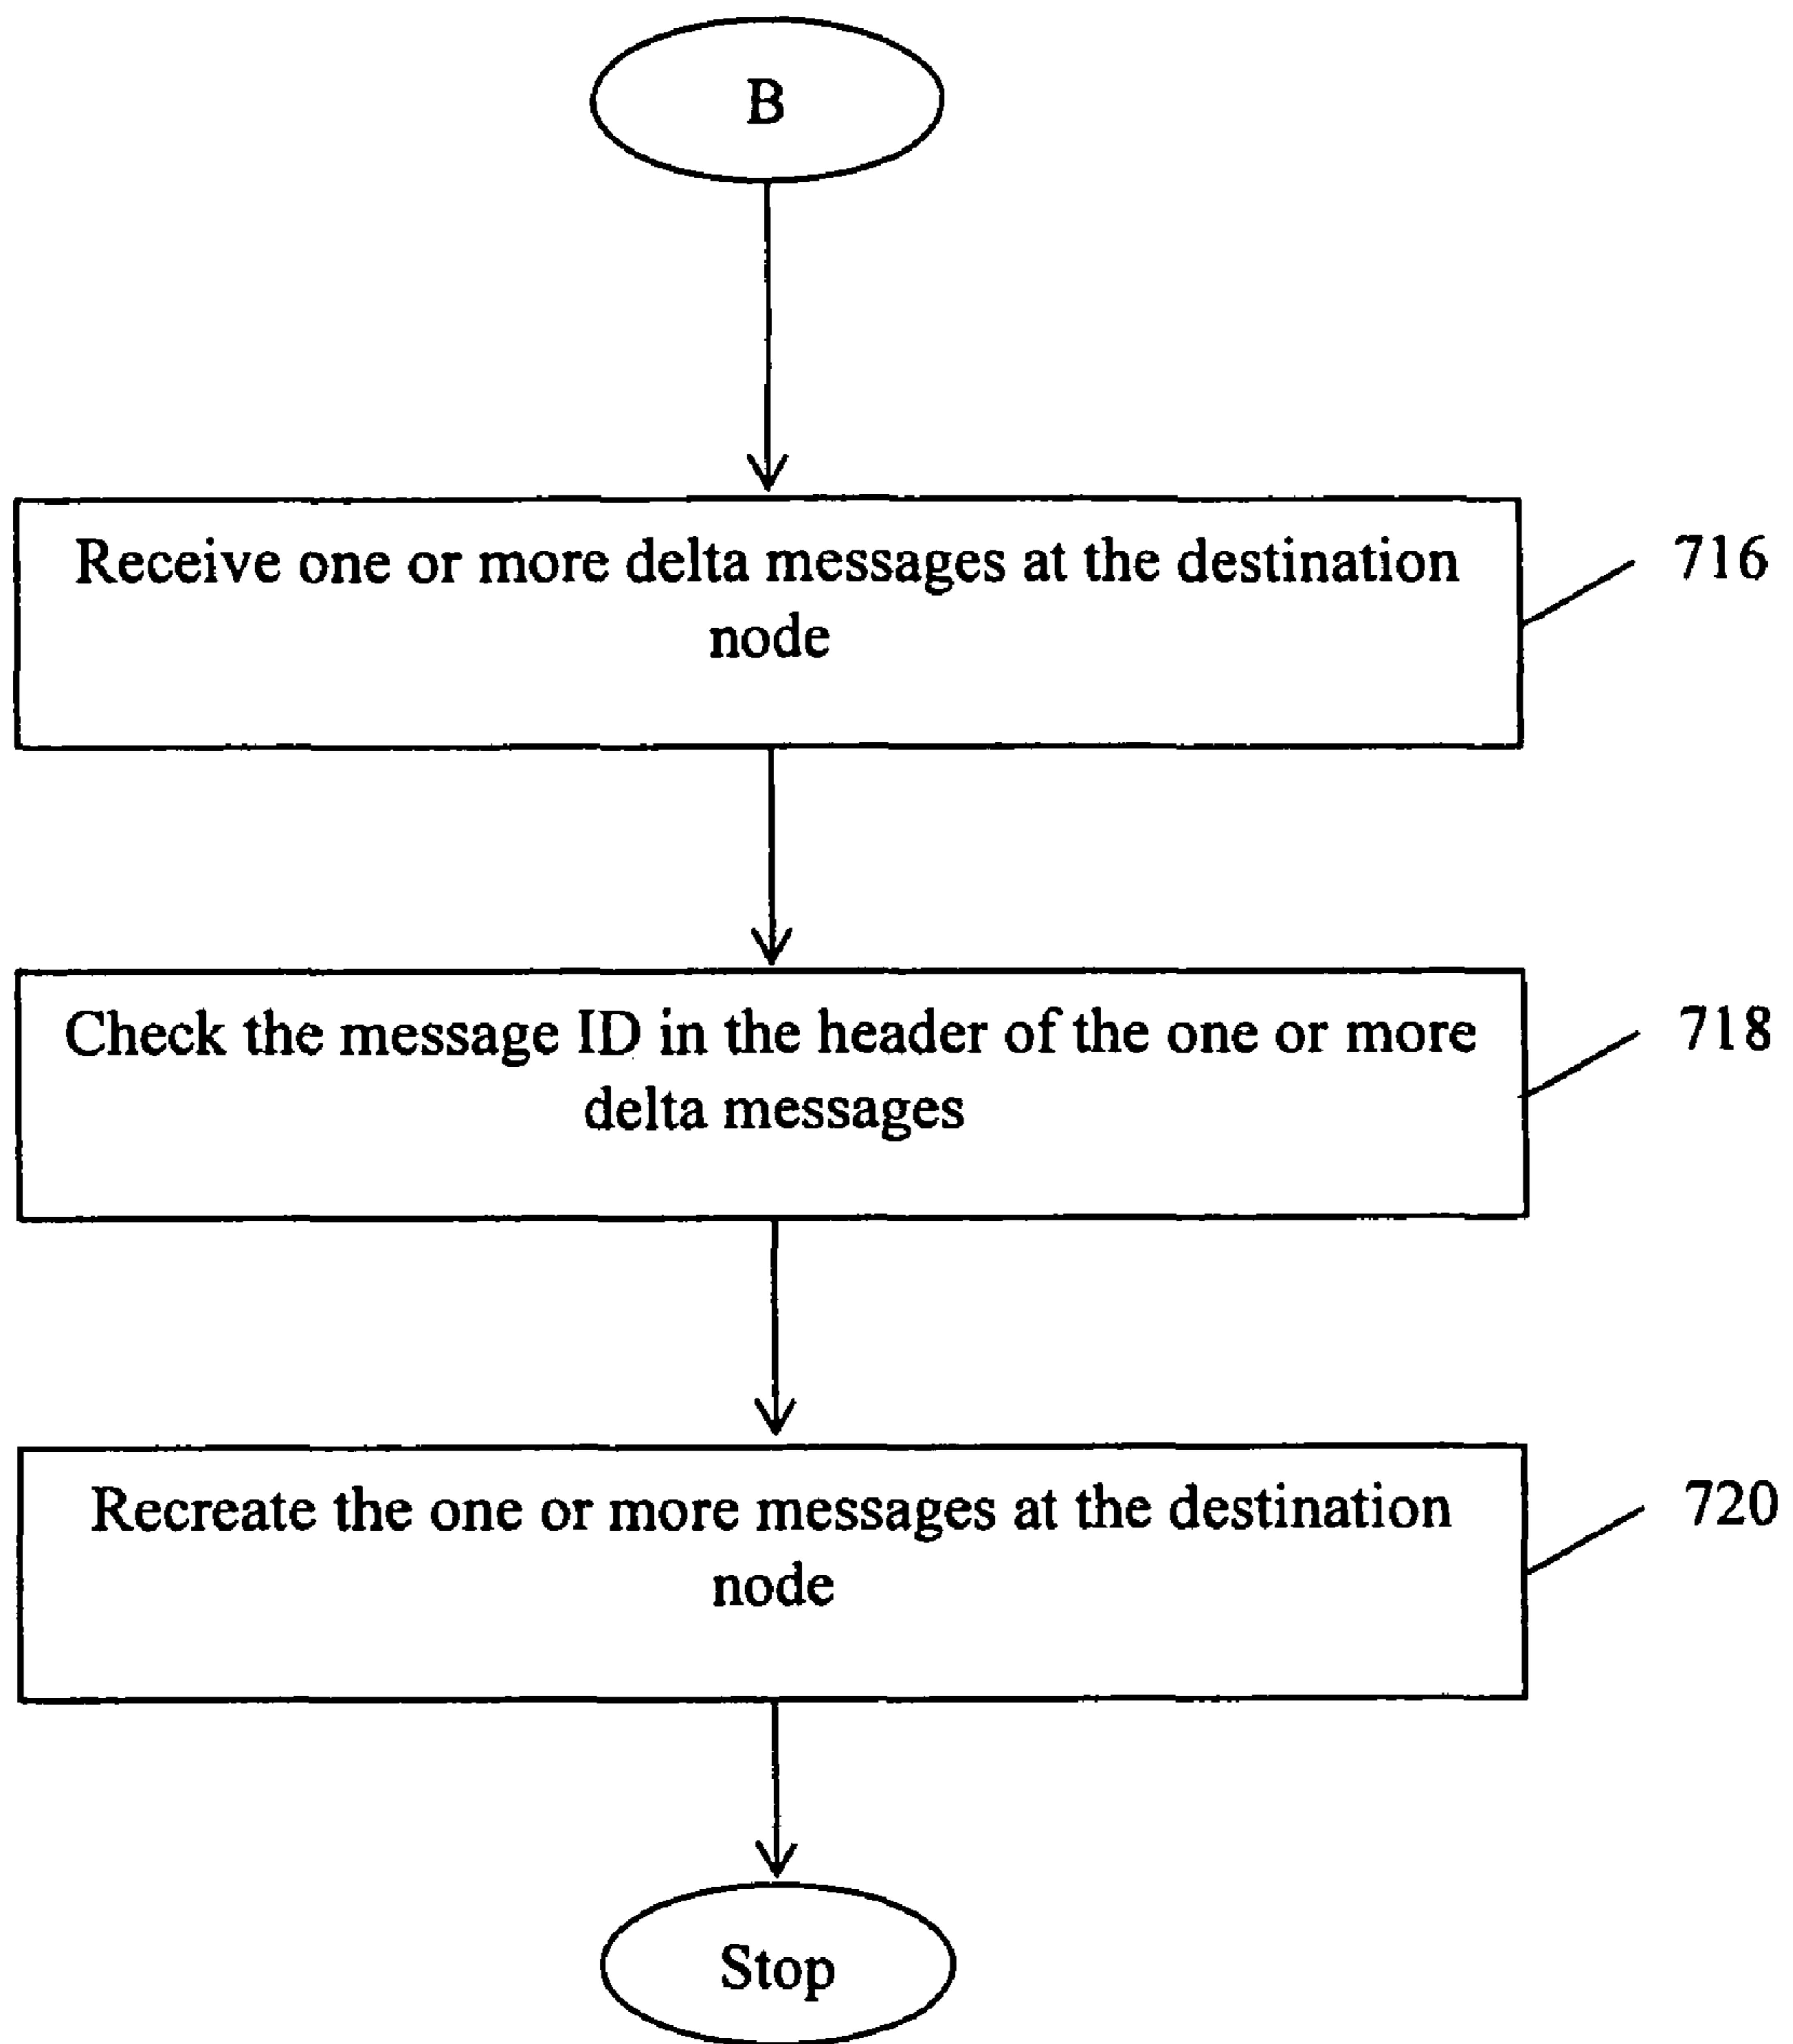 B
Receive one or more delta messages at the destination
node
716
Check the message ID in the header of the one or more
delta messages
718
Recreate the one or more messages at the destination
node
720
Stop